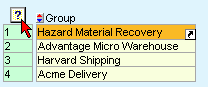 ? Group
1 Hazard Material Recovery
2 Advantage Micro Warehouse
3 Harvard Shipping
4 Acme Delivery